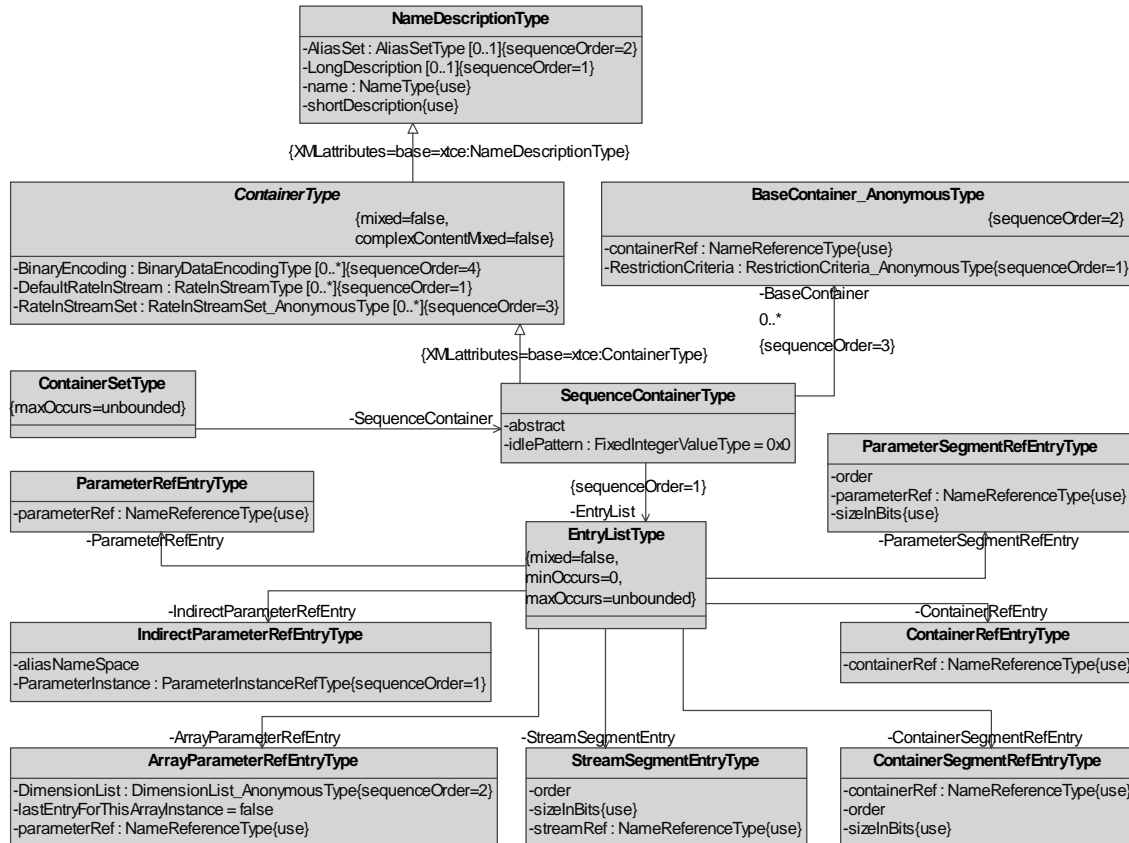 NameDescriptionType
-AliasSet : AliasSetType [0..1]{sequenceOrder=2}
-LongDescription [0..1]{sequenceOrder=1}
-name : NameType{use}
-shortDescription{use}
{XMLattributes=base=xtce:NameDescriptionType}
ContainerType
{mixed=false,
complexContentMixed=false}
-BinaryEncoding : BinaryDataEncodingType [0..*]{sequenceOrder=4}
-DefaultRateInStream : RateInStreamType [0..*]{sequenceOrder=1}
-RateInStreamSet : RateInStreamSet_AnonymousType [0..*]{sequenceOrder=3}
BaseContainer_AnonymousType
{sequenceOrder=2}
-containerRef : NameReferenceType{use}
-RestrictionCriteria : RestrictionCriteria_AnonymousType{sequenceOrder=1}
-BaseContainer
0..*
{sequenceOrder=3}
{XMLattributes=base=xtce:ContainerType}
ContainerSetType
{maxOccurs=unbounded}
-SequenceContainer
SequenceContainerType
-abstract
-idlePattern : FixedIntegerValueType = 0x0
{sequenceOrder=1}
-EntryList
ParameterSegmentRefEntryType
-order
-parameterRef : NameReferenceType{use}
-sizeInBits{use}
-ParameterSegmentRefEntry
ParameterRefEntryType
-parameterRef : NameReferenceType{use}
-ParameterRefEntry
EntryListType
{mixed=false,
minOccurs=0,
maxOccurs=unbounded}
-IndirectParameterRefEntry
IndirectParameterRefEntryType
-aliasNameSpace
-ParameterInstance : ParameterInstanceRefType{sequenceOrder=1}
-ContainerRefEntry
ContainerRefEntryType
-containerRef : NameReferenceType{use}
-ArrayParameterRefEntry
ArrayParameterRefEntryType
-DimensionList : DimensionList_AnonymousType{sequenceOrder=2}
-lastEntryForThisArrayInstance = false
-parameterRef : NameReferenceType{use}
-StreamSegmentEntry
StreamSegmentEntryType
-order
-sizeInBits{use}
-streamRef : NameReferenceType{use}
-ContainerSegmentRefEntry
ContainerSegmentRefEntryType
-containerRef : NameReferenceType{use}
-order
-sizeInBits{use}